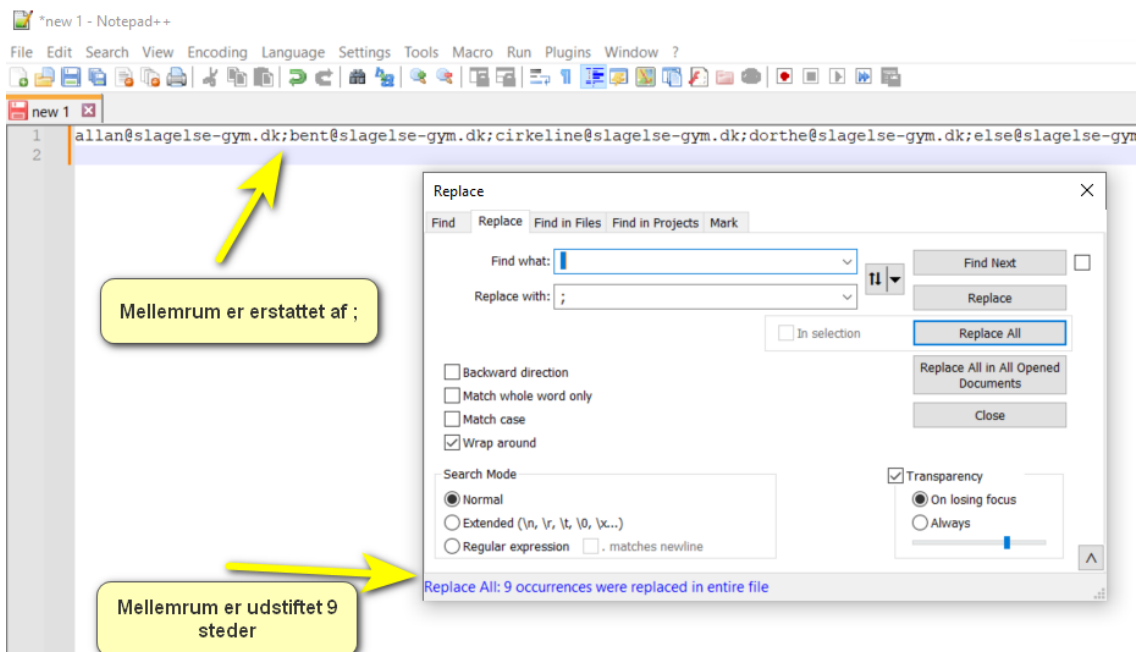 *new 1 - Notepad++
File Edit Search View Encoding Language Settings Tools Macro Run Plugins Window ?
new 1
1 allan@slagelse-gym.dk;bent@slagelse-gym.dk;cirkeline@slagelse-gym.dk;dorthe@slagelse-gym.dk;else@slagelse-gym
2
Replace
Find Replace Find in Files Find in Projects Mark
Find what:
Find Next
Replace with: ;
Replace
In selection
Replace All
Mellemrum er erstattet af ;
Backward direction
Match whole word only
Match case
Wrap around
Replace All in All Opened
Documents
Close
Search Mode
Normal
Extended (\n, \r, \t, \0, \x...)
Regular expression . matches newline
Transparency
On losing focus
Always
Replace All: 9 occurrences were replaced in entire file
Mellemrum er udstiftet 9
steder